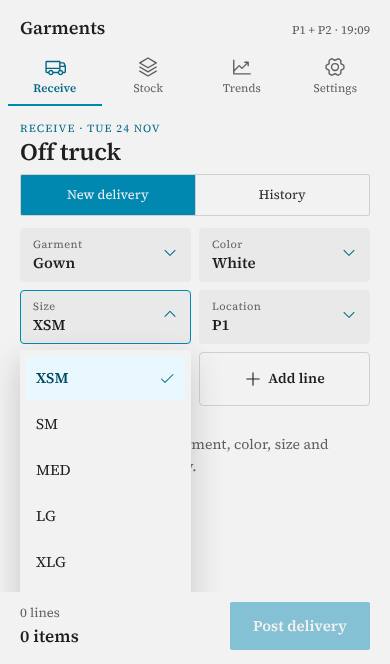 Garments
P1 + P2 · 19:09
Receive
Stock
Trends
Settings
RECEIVE · TUE 24 NOV
Off truck
New delivery
History
Garment
Gown
Color
White
Size
XSM
Location
P1
XSM
Add line
SM
ment, color, size and
MED
LG
XLG
0 lines
0 items
Post delivery